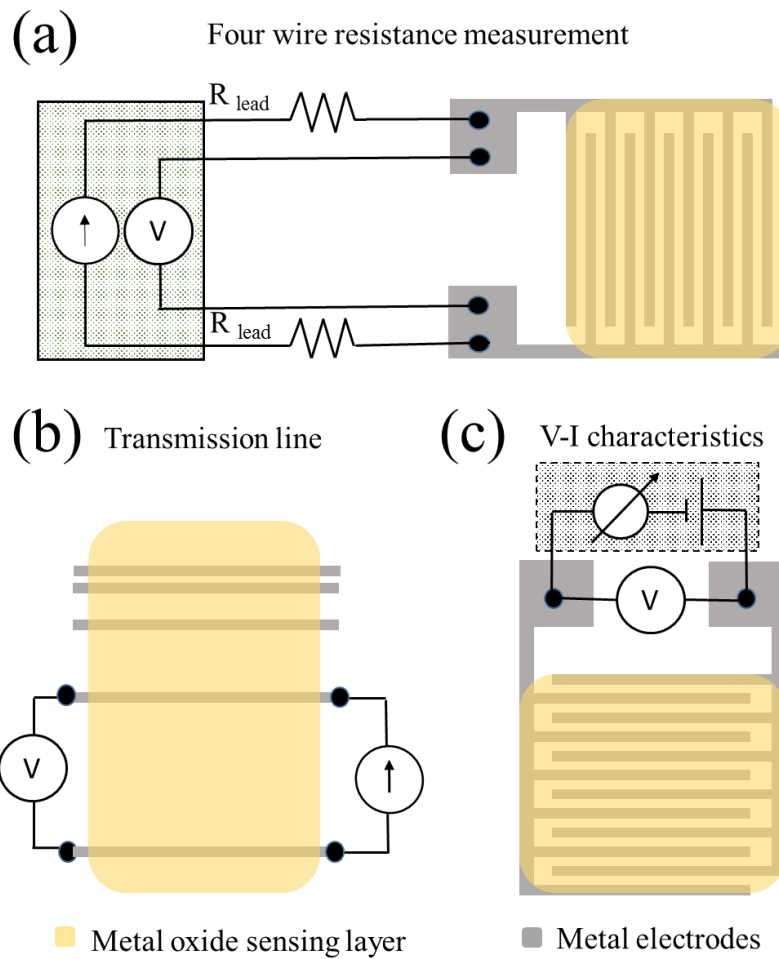 (a) Four wire resistance measurement
R lead
V
R lead
(b) Transmission line
(c) V-I characteristics
V
V
Metal oxide sensing layer
Metal electrodes